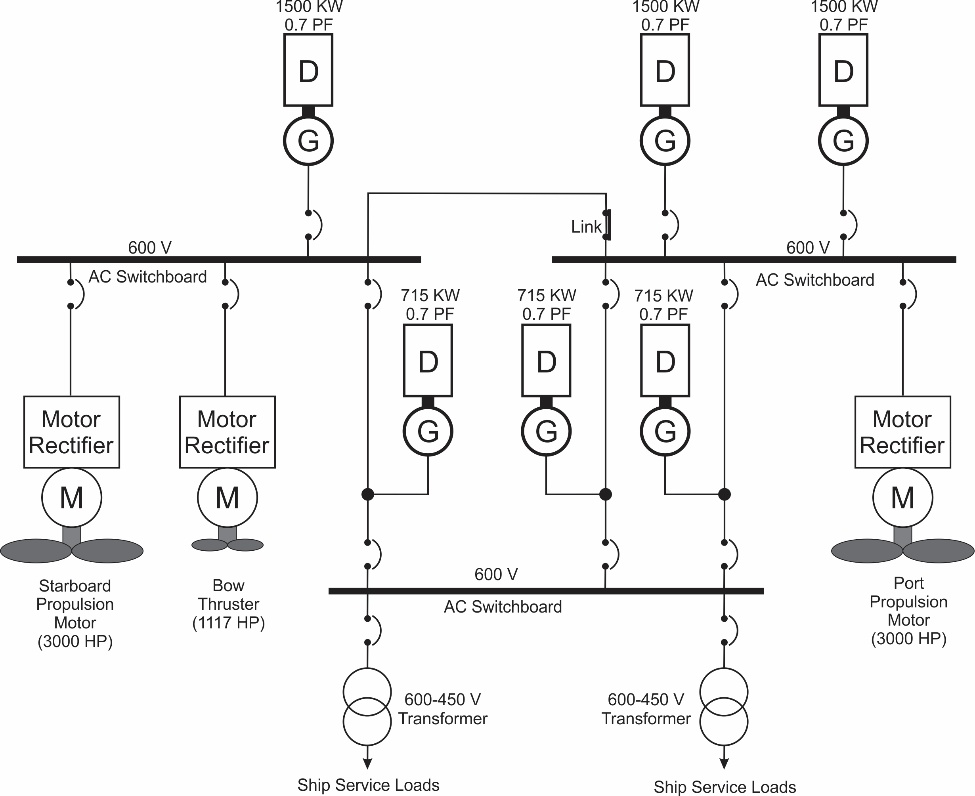 1500 KW
0.7 PF
D
G
1500 KW
0.7 PF
D
G
1500 KW
0.7 PF
D
G
Link
600 V
AC Switchboard
600 V
AC Switchboard
715 KW
0.7 PF
D
G
715 KW
0.7 PF
D
G
715 KW
0.7 PF
D
G
Motor
Rectifier
M
Starboard
Propulsion
Motor
(3000 HP)
Motor
Rectifier
M
Bow
Thruster
(1117 HP)
Motor
Rectifier
M
Port
Propulsion
Motor
(3000 HP)
600 V
AC Switchboard
600-450 V
Transformer
Ship Service Loads
600-450 V
Transformer
Ship Service Loads